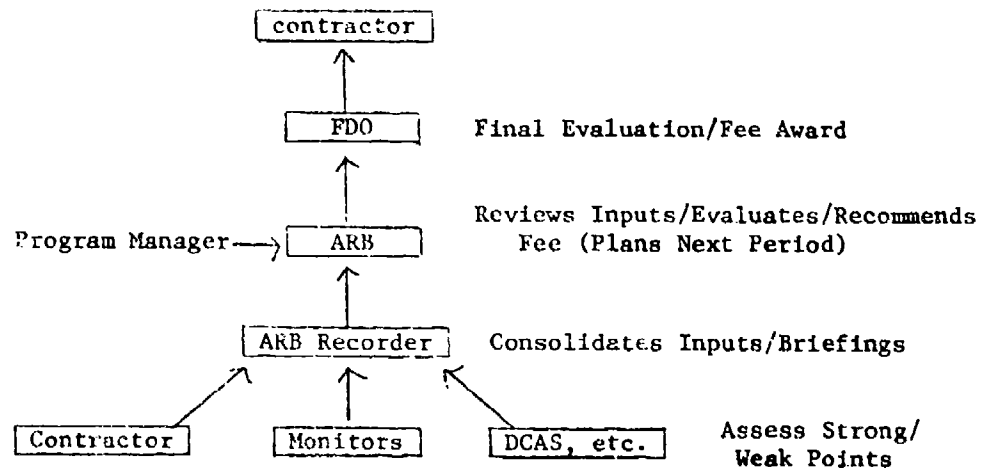 contractor
FDO Final Evaluation/Fee Award
Reviews Inputs/Evaluates/Recommends
Program Manager ARB Fee (Plans Next Period)
ARB Recorder Consolidates Inputs/Briefings
Contractor Monitors DCAS, etc. Assess Strong/
Weak Points